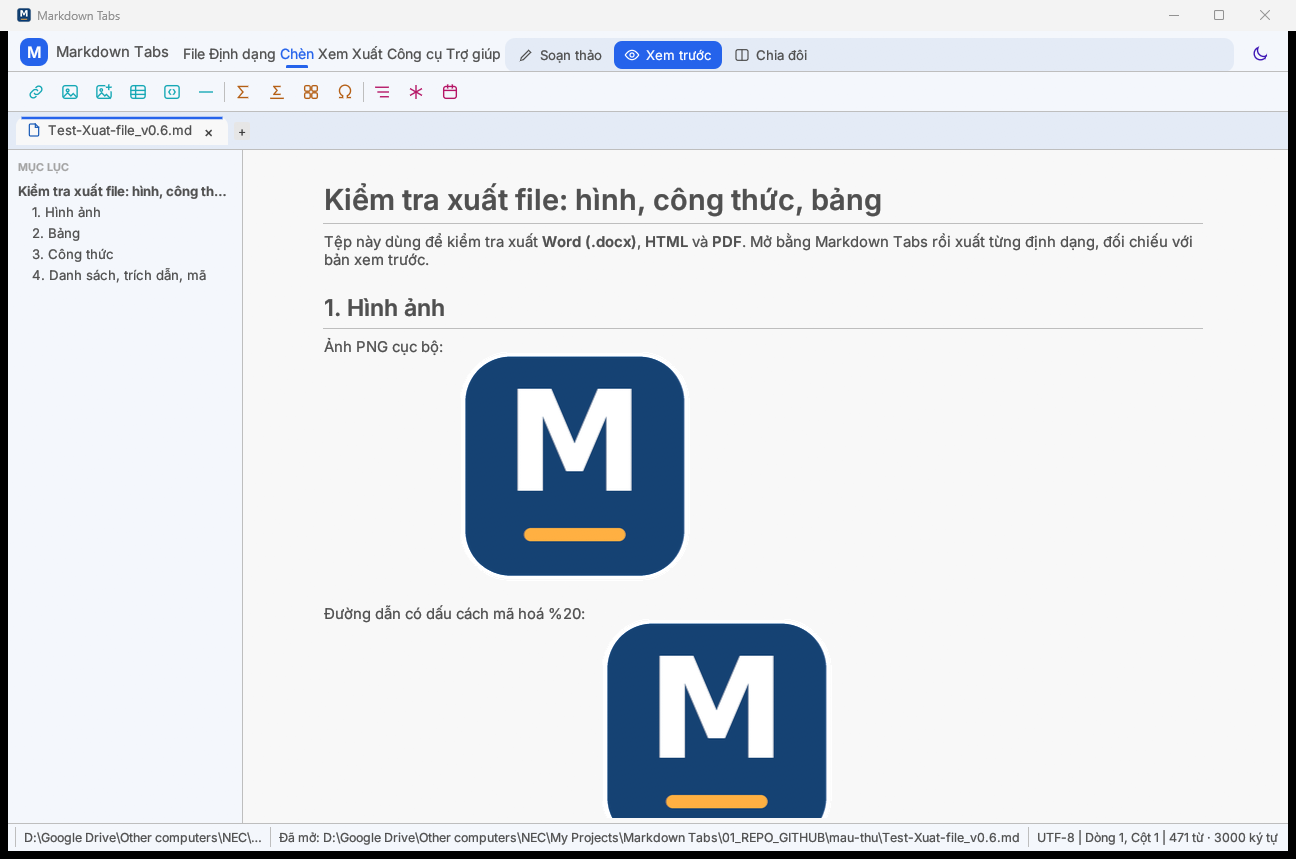 Markdown Tabs
M Markdown Tabs File Định dạng Chèn Xem Xuất Công cụ Trợ giúp Soạn thảo Xem trước Chia đôi
Test-Xuat-file_v0.6.md × +
MỤC LỤC
Kiểm tra xuất file: hình, công th...
1. Hình ảnh
2. Bảng
3. Công thức
4. Danh sách, trích dẫn, mã
Kiểm tra xuất file: hình, công thức, bảng
Tệp này dùng để kiểm tra xuất Word (.docx), HTML và PDF. Mở bằng Markdown Tabs rồi xuất từng định dạng, đối chiếu với
bản xem trước.
1. Hình ảnh
Ảnh PNG cục bộ:
M
Đường dẫn có dấu cách mã hoá %20:
M
D:\Google Drive\Other computers\NEC\... Đã mở: D:\Google Drive\Other computers\NEC\My Projects\Markdown Tabs\01_REPO_GITHUB\mau-thu\Test-Xuat-file_v0.6.md UTF-8 | Dòng 1, Cột 1 | 471 từ · 3000 ký tự